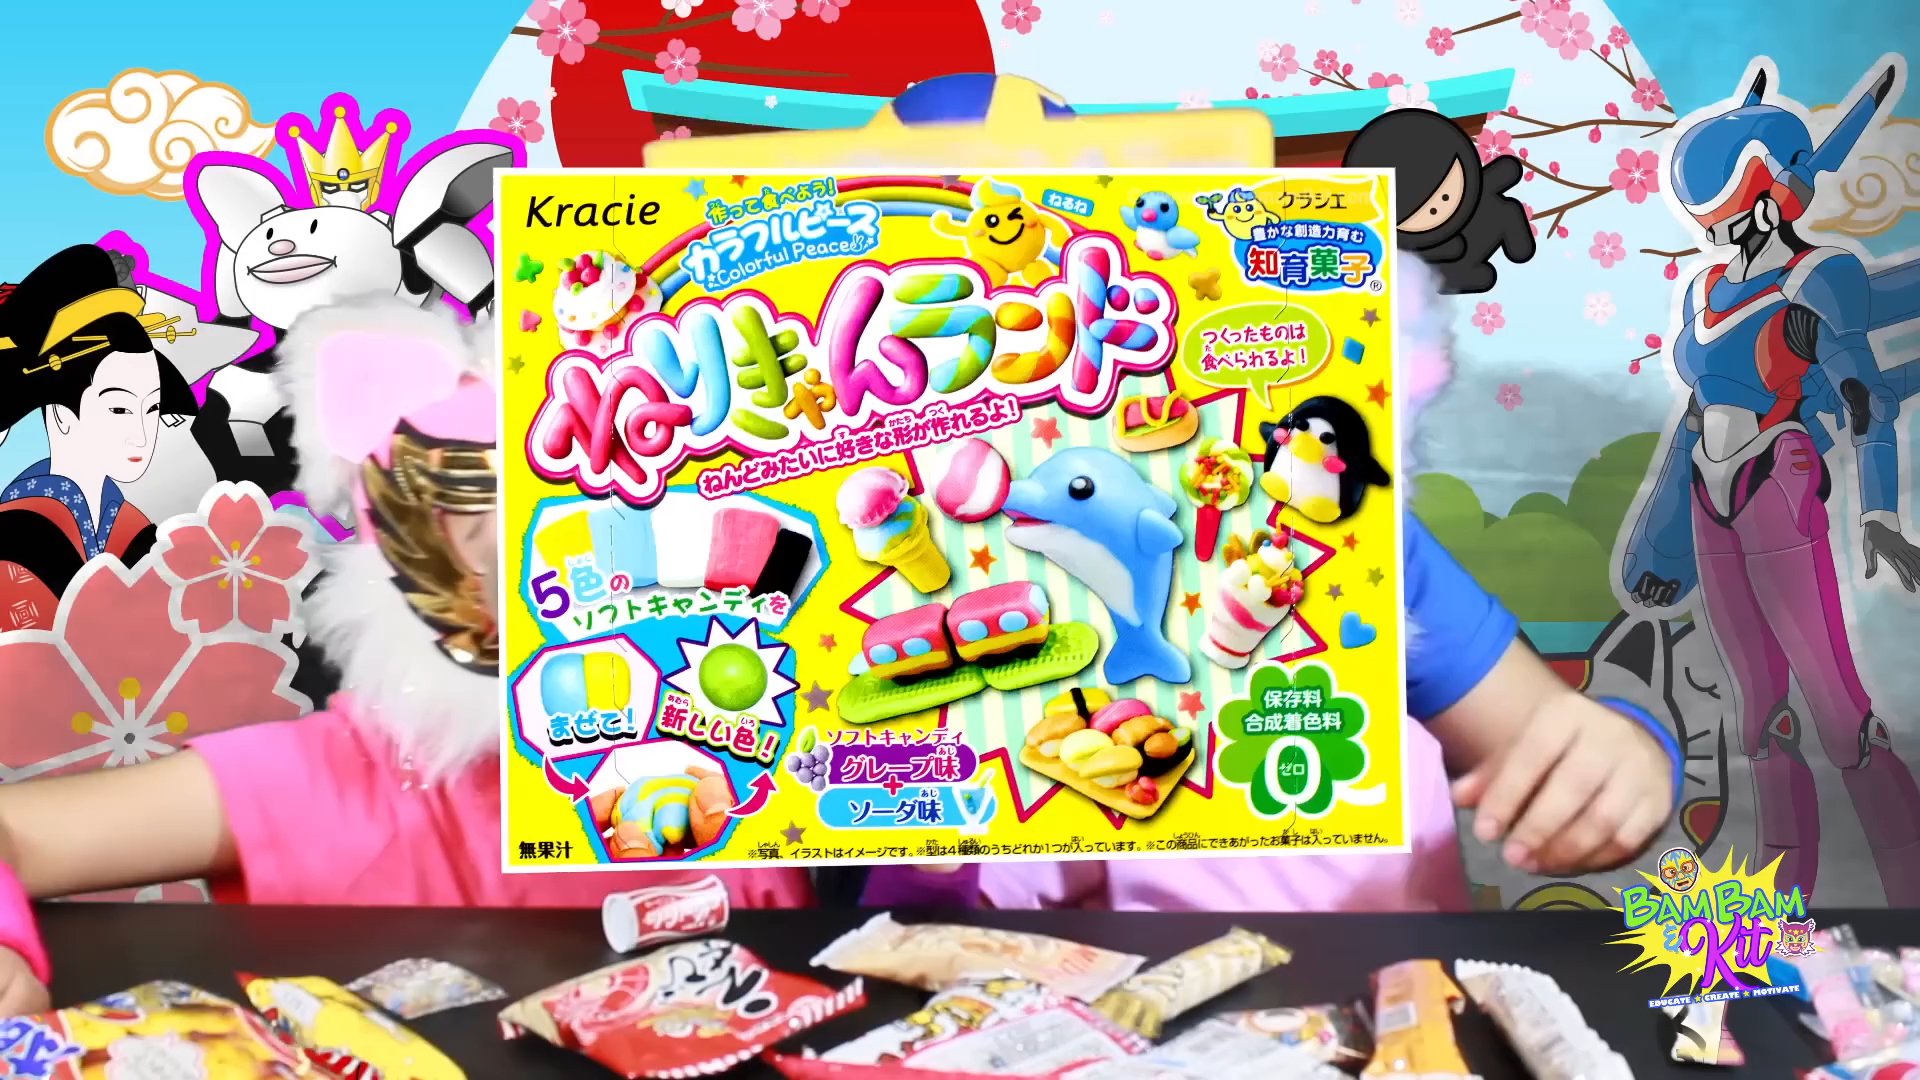 Kracie
作って食べよう!
カラフルピース
Colorful Peace
ねるね
クラシエ
豊かな創造力育む
知育菓子®
ねりきゃんランド
ねんどみたいに好きな形が作れるよ!
つくったものは
食べられるよ!
5色の
ソフトキャンディを
まぜて!
新しい色!
ソフトキャンディ
グレープ味
+
ソーダ味
保存料
合成着色料
0
ゼロ
無果汁
※写真、イラストはイメージです。※型は4種類のうちどれか1つが入っています。※この商品にできあがったお菓子は入っていません。
BAMBAM
& Kit
EDUCATE ★ CREATE ★ MOTIVATE